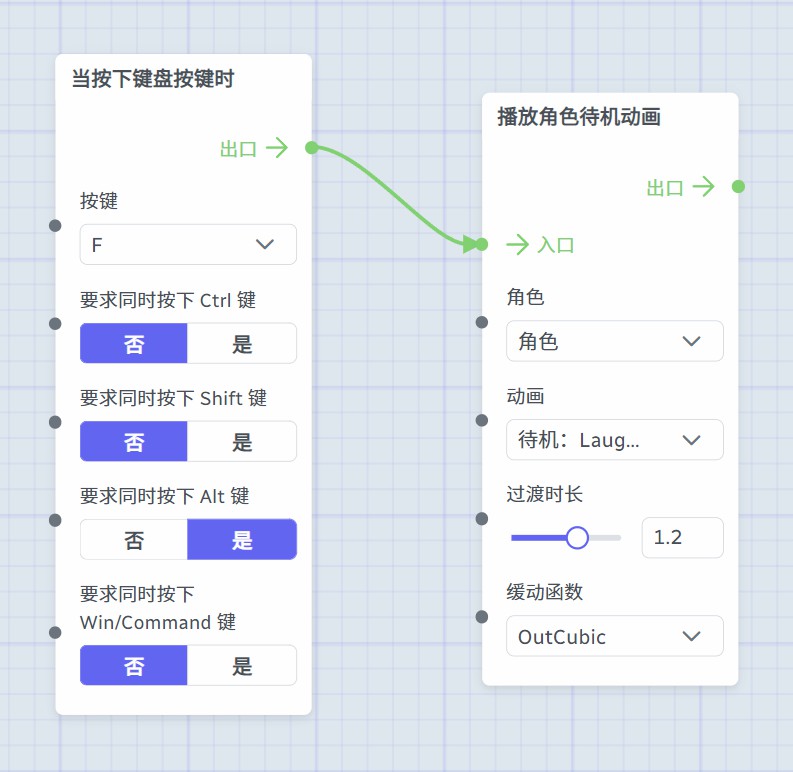 当按下键盘按键时
出口
按键
F
要求同时按下 Ctrl 键
否 是
要求同时按下 Shift 键
否 是
要求同时按下 Alt 键
否 是
要求同时按下
Win/Command 键
否 是
播放角色待机动画
出口
入口
角色
角色
动画
待机：Laug...
过渡时长
1.2
缓动函数
OutCubic